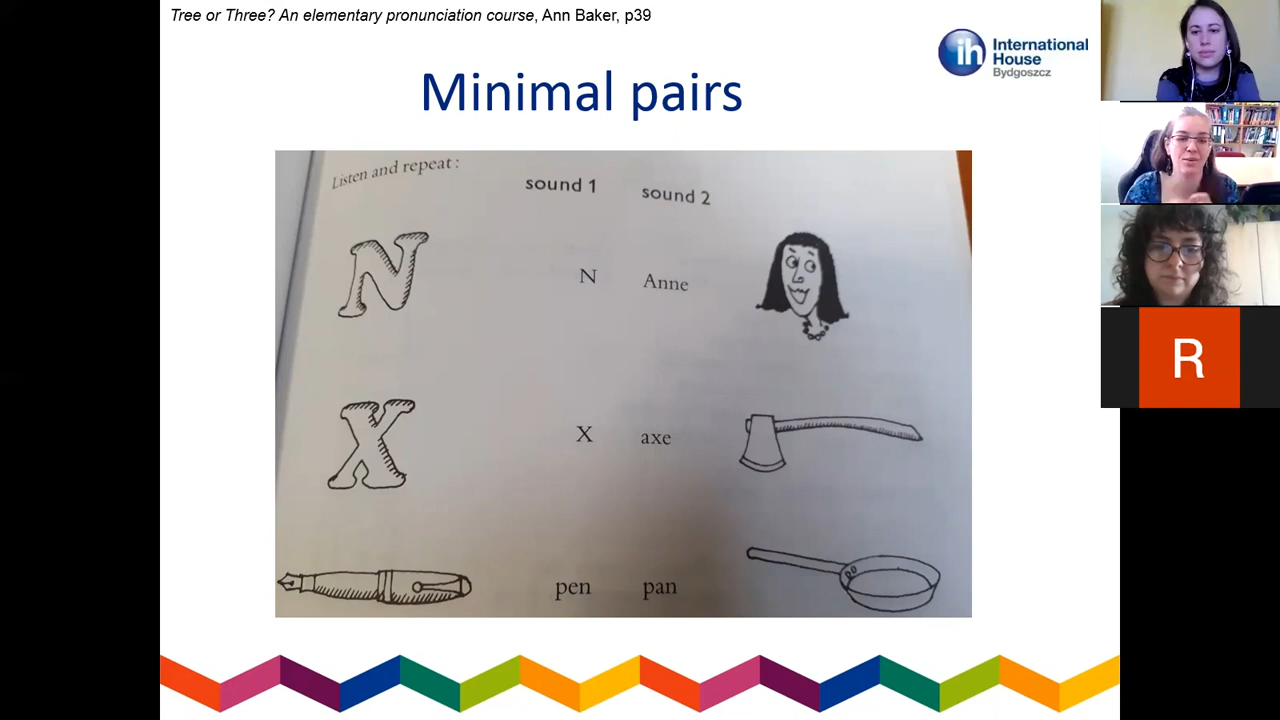 Tree or Three? An elementary pronunciation course, Ann Baker, p39
ih International
House
Bydgoszcz
Minimal pairs
Listen and repeat:
sound 1 sound 2
N N Anne
X X axe
pen pan
R